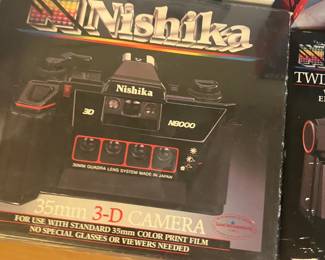 Nishika
Nishika
3D
N8000
30MM QUADRA LENS SYSTEM MADE IN JAPAN
35mm 3-D CAMERA
FOR USE WITH STANDARD 35mm COLOR PRINT FILM
NO SPECIAL GLASSES OR VIEWERS NEEDED
TWI